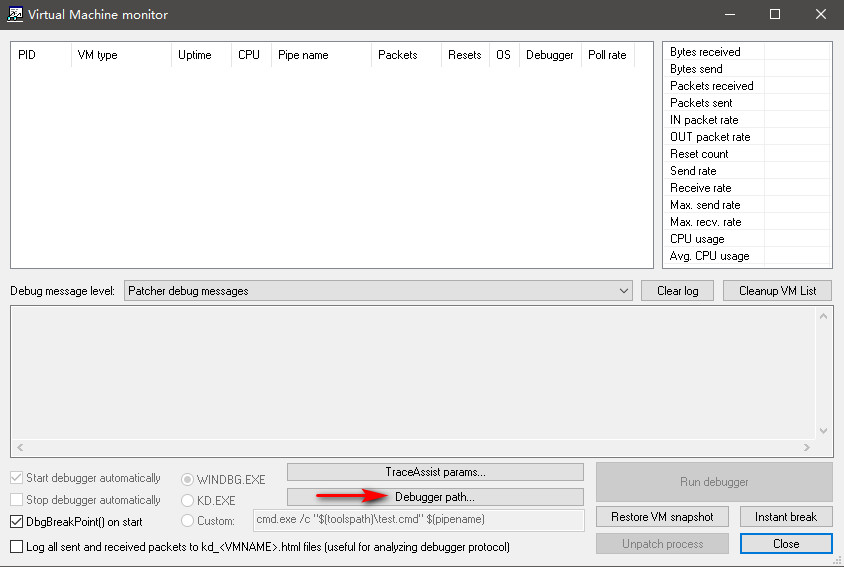 Virtual Machine monitor
PID VM type Uptime CPU Pipe name Packets Resets OS Debugger Poll rate
Bytes received
Bytes send
Packets received
Packets sent
IN packet rate
OUT packet rate
Reset count
Send rate
Receive rate
Max. send rate
Max. recv. rate
CPU usage
Avg. CPU usage
Debug message level: Patcher debug messages Clear log Cleanup VM List
Start debugger automatically WINDBG.EXE TraceAssist params... Run debugger
Stop debugger automatically KD.EXE Debugger path...
DbgBreakPoint() on start Custom: cmd.exe /c "$(toolspath)\test.cmd" $(pipename) Restore VM snapshot Instant break
Log all sent and received packets to kd_<VMNAME>.html files (useful for analyzing debugger protocol) Unpatch process Close